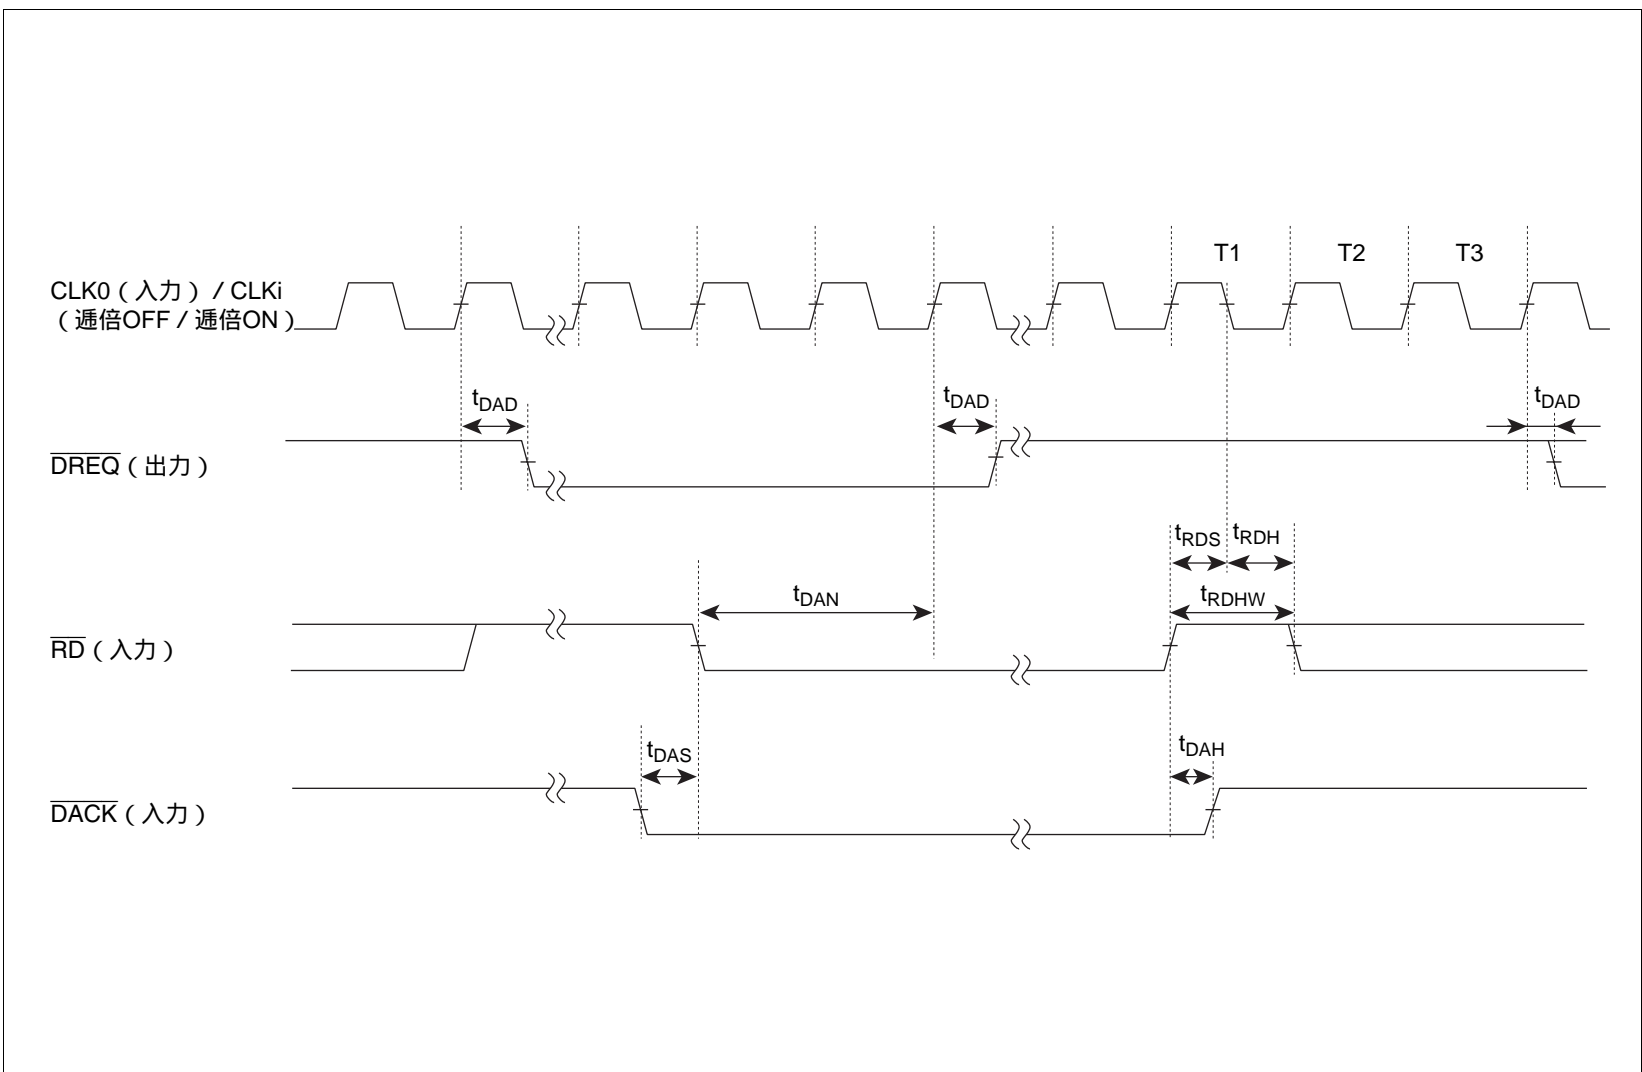 T1 T2 T3
CLK0（入力）/ CLKi
（逓倍OFF / 逓倍ON）
tDAD tDAD tDAD
DREQ（出力）
tRDS tRDH
tDAN tRDHW
RD（入力）
tDAS tDAH
DACK（入力）